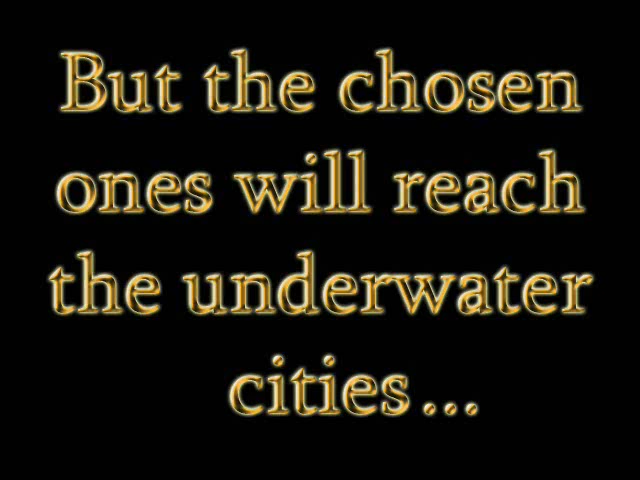 But the chosen
ones will reach
the underwater
cities...